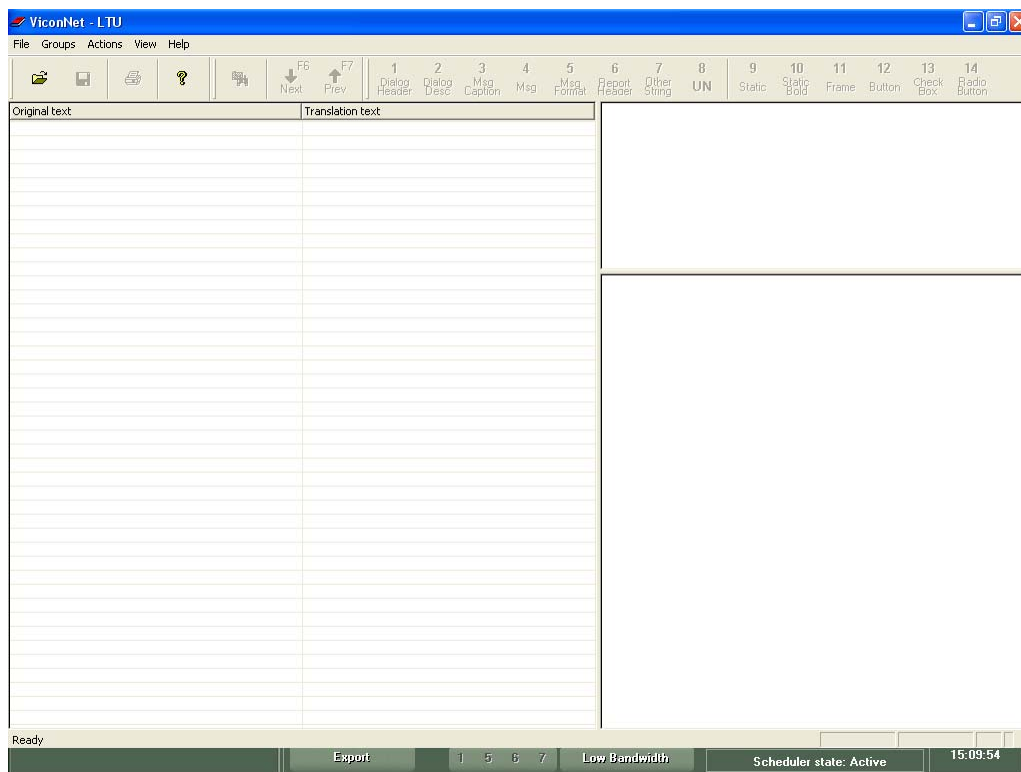 ViconNet - LTU
File Groups Actions View Help
F6 Next
F7 Prev
1 Dialog Header
2 Dialog Desc
3 Msg Caption
4 Msg
5 Msg Format
6 Report Header
7 Other String
8 UN
9 Static
10 Static Bold
11 Frame
12 Button
13 Check Box
14 Radio Button
Original text Translation text
Ready
Export 1 5 6 7 Low Bandwidth Scheduler state: Active 15:09:54